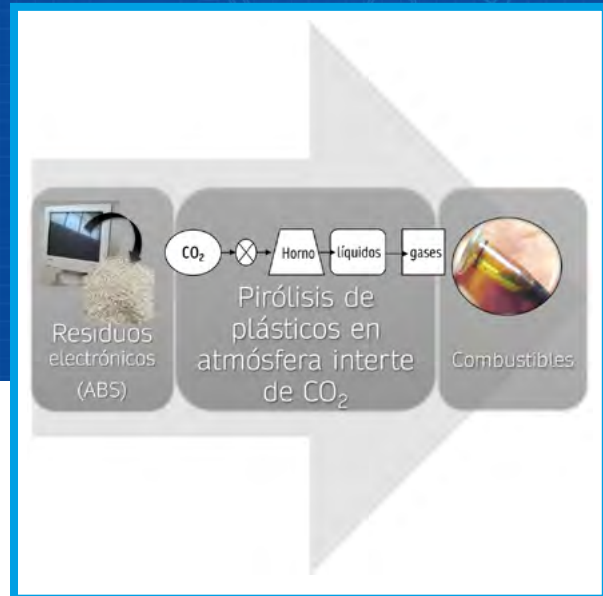 Residuos
electrónicos
(ABS)
CO₂
Horno
líquidos
gases
Pirólisis de
plásticos en
atmósfera interte
de CO₂
Combustibles